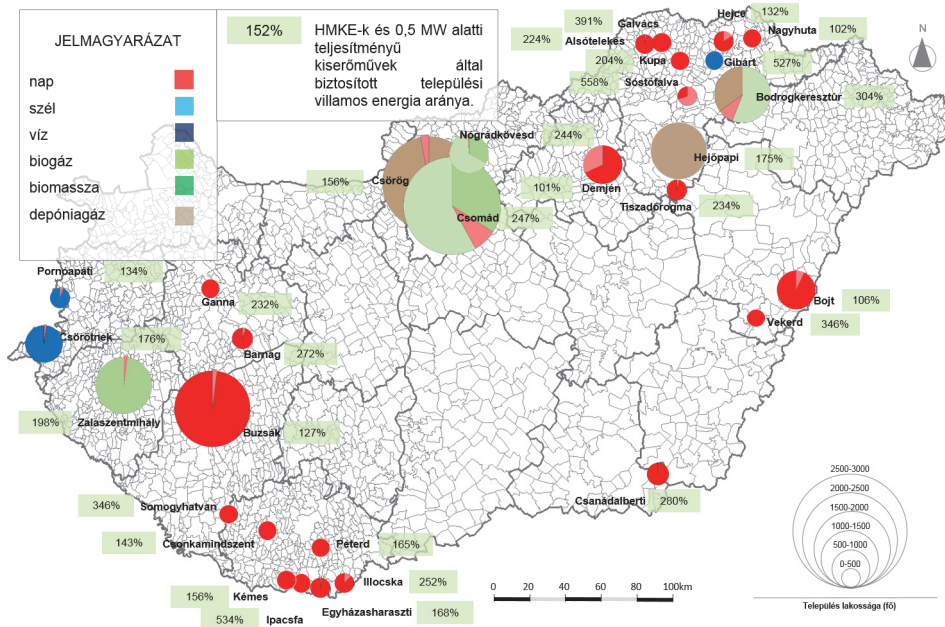 JELMAGYARÁZAT
nap
szél
víz
biogáz
biomassza
depóniagáz
152%
HMKE-k és 0,5 MW alatti
teljesítményű
kiserőművek által
biztosított települési
villamos energia aránya.
391%
Galvács
Hejce
132%
224%
Alsótelekes
Nagyhuta
102%
204%
Kupa
Gibárt
527%
558%
Sóstófalva
Bodrogkeresztúr
304%
N
Nógrádkövesd
244%
Hejőpapi
175%
156%
Csörög
101%
Demjén
Tiszadorogma
234%
Csomád
247%
Pornóapáti
134%
Ganna
232%
Bojt
106%
Vekerd
346%
Csörötnek
176%
Barnag
272%
198%
Zalaszentmihály
Buzsák
127%
Csanádalberti
280%
346%
Somogyhatvan
143%
Csonkamindszent
Peterd
165%
156%
Kémes
Illocska
252%
534%
Ipacsfa
Egyházasharaszti
168%
0 20 40 60 80 100km
2500-3000
2000-2500
1500-2000
1000-1500
500-1000
0-500
Település lakossága (fő)